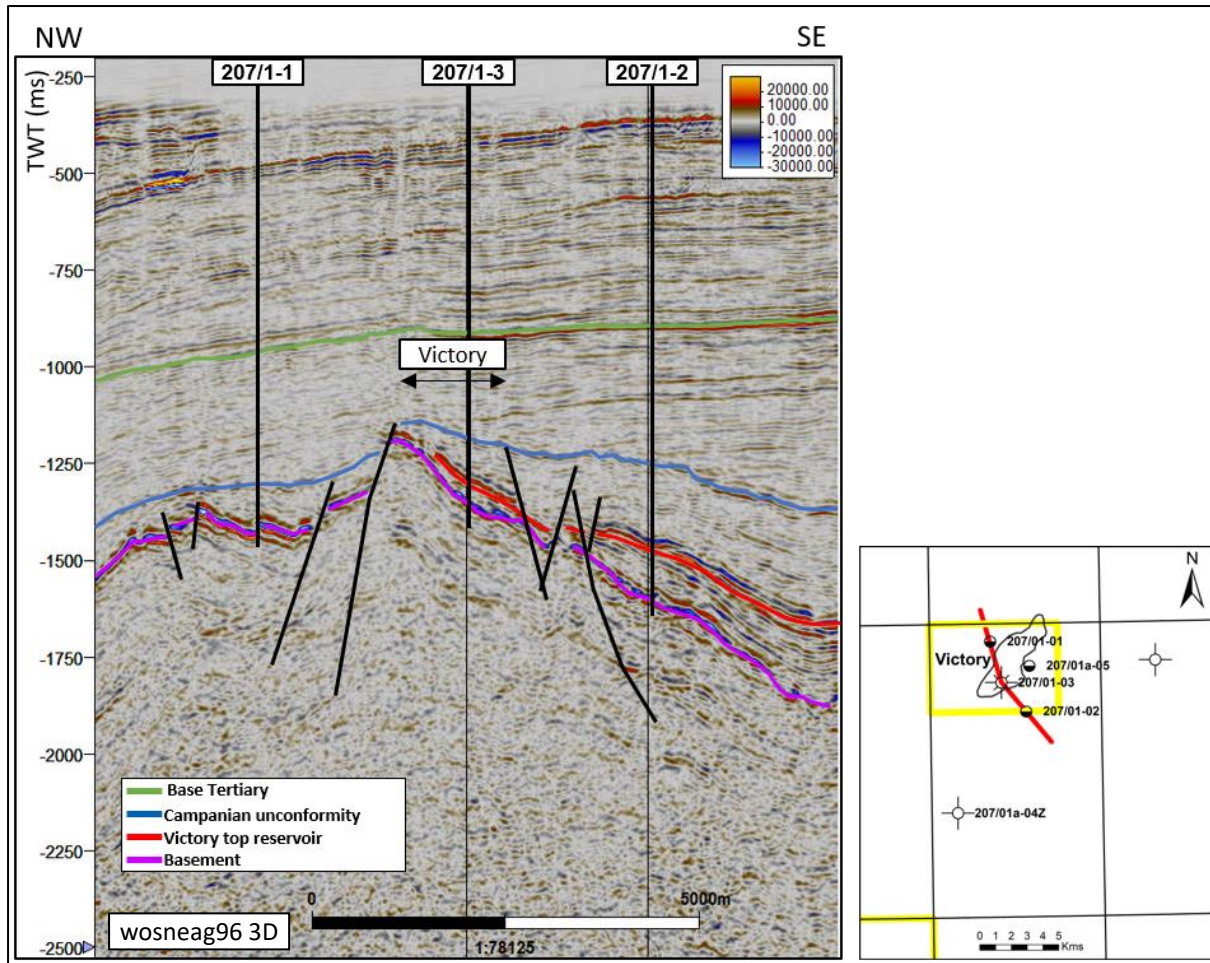 NW
SE
207/1-1
207/1-3
207/1-2
TWT (ms)
-250
-500
-750
-1000
-1250
-1500
-1750
-2000
-2250
-2500
20000.00
10000.00
0.00
-10000.00
-20000.00
-30000.00
Victory
Base Tertiary
Campanian unconformity
Victory top reservoir
Basement
0
5000m
1:78125
wosneag96 3D
N
207/01-01
Victory
207/01a-05
207/01-03
207/01-02
207/01a-04Z
0 1 2 3 4 5
Kms